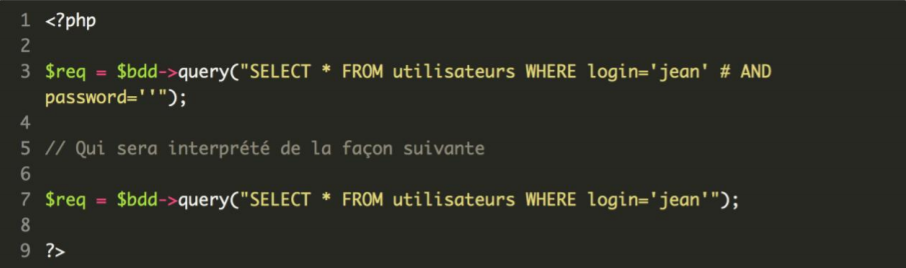 1 <?php
2
3 $req = $bdd->query("SELECT * FROM utilisateurs WHERE login='jean' # AND
password=''");
4
5 // Qui sera interprété de la façon suivante
6
7 $req = $bdd->query("SELECT * FROM utilisateurs WHERE login='jean'");
8
9 ?>